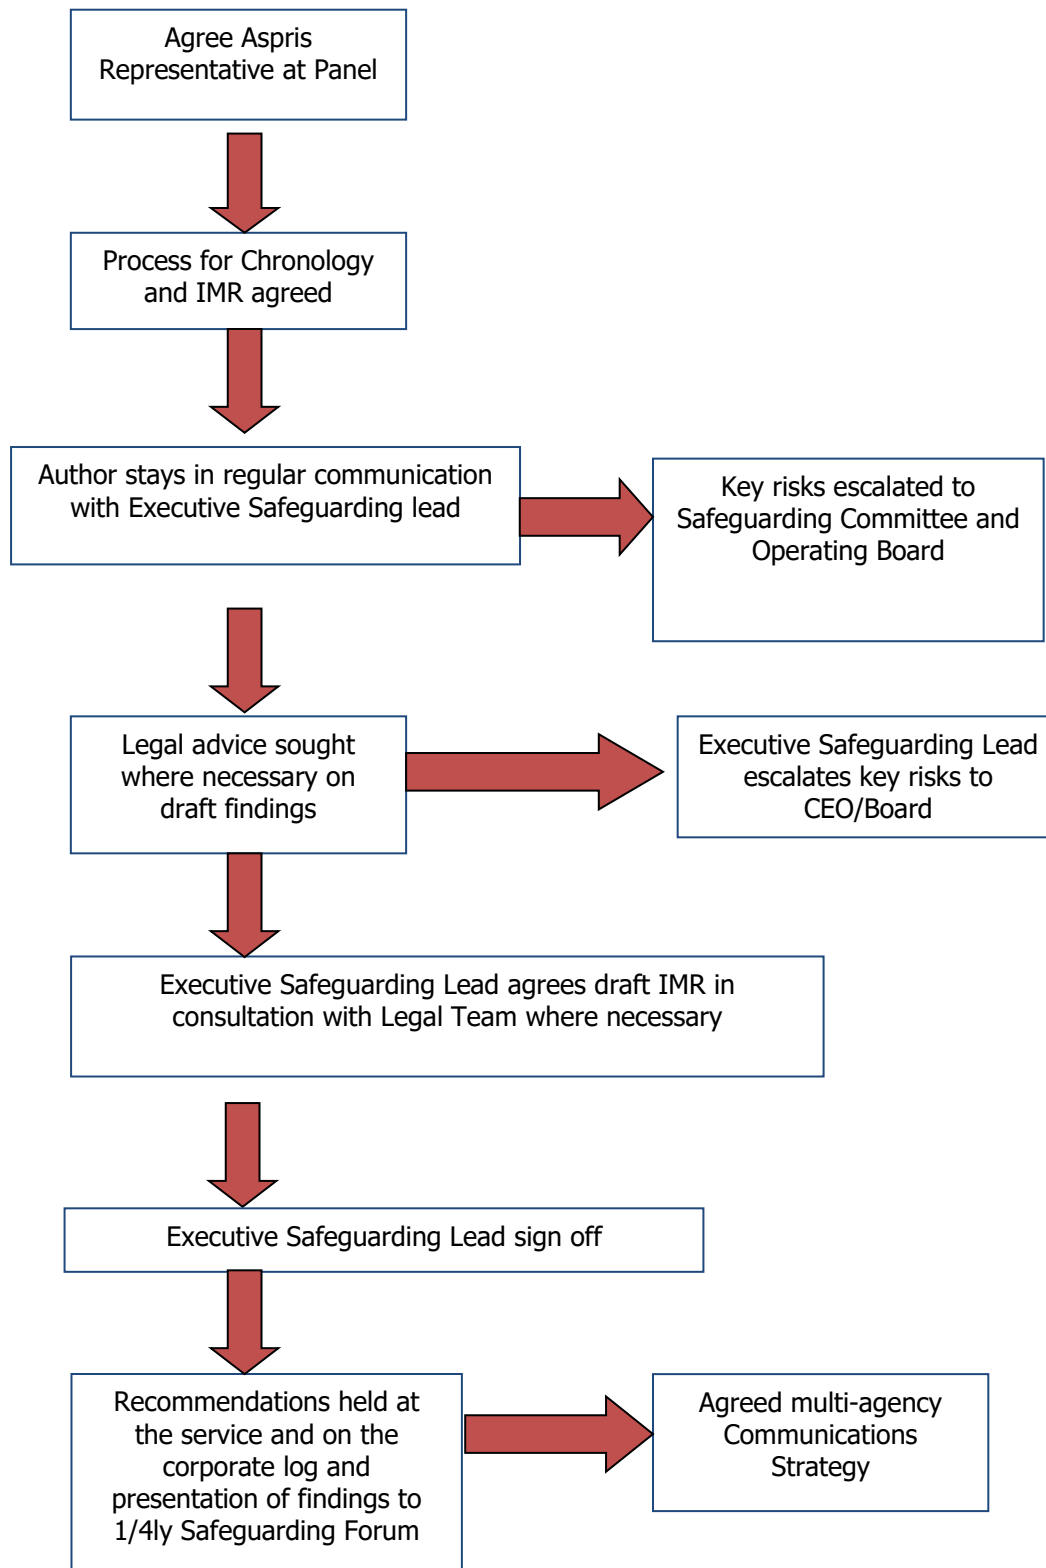 Agree Aspris
Representative at Panel
Process for Chronology
and IMR agreed
Author stays in regular communication
with Executive Safeguarding lead
Key risks escalated to
Safeguarding Committee and
Operating Board
Legal advice sought
where necessary on
draft findings
Executive Safeguarding Lead
escalates key risks to
CEO/Board
Executive Safeguarding Lead agrees draft IMR in
consultation with Legal Team where necessary
Executive Safeguarding Lead sign off
Recommendations held at
the service and on the
corporate log and
presentation of findings to
1/4ly Safeguarding Forum
Agreed multi-agency
Communications
Strategy